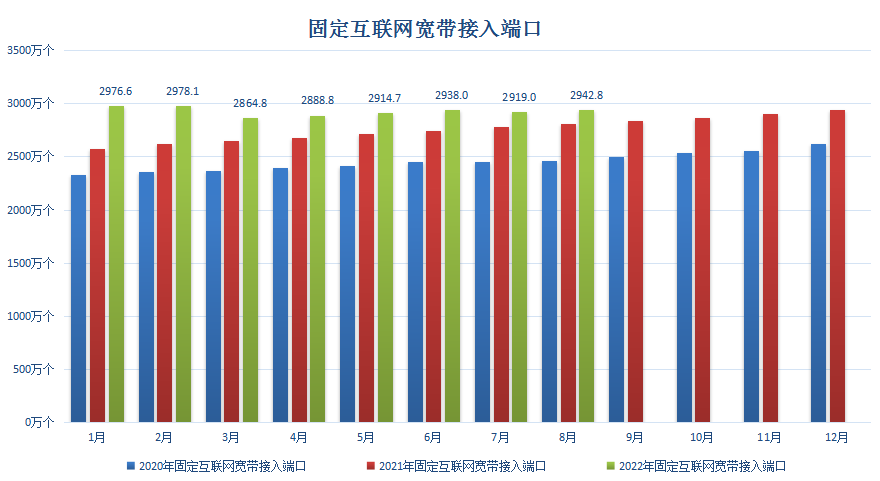 固定互联网宽带接入端口
3500万个
3000万个
2500万个
2000万个
1500万个
1000万个
500万个
0万个
2976.6
2978.1
2864.8
2888.8
2914.7
2938.0
2919.0
2942.8
1月
2月
3月
4月
5月
6月
7月
8月
9月
10月
11月
12月
2020年固定互联网宽带接入端口
2021年固定互联网宽带接入端口
2022年固定互联网宽带接入端口